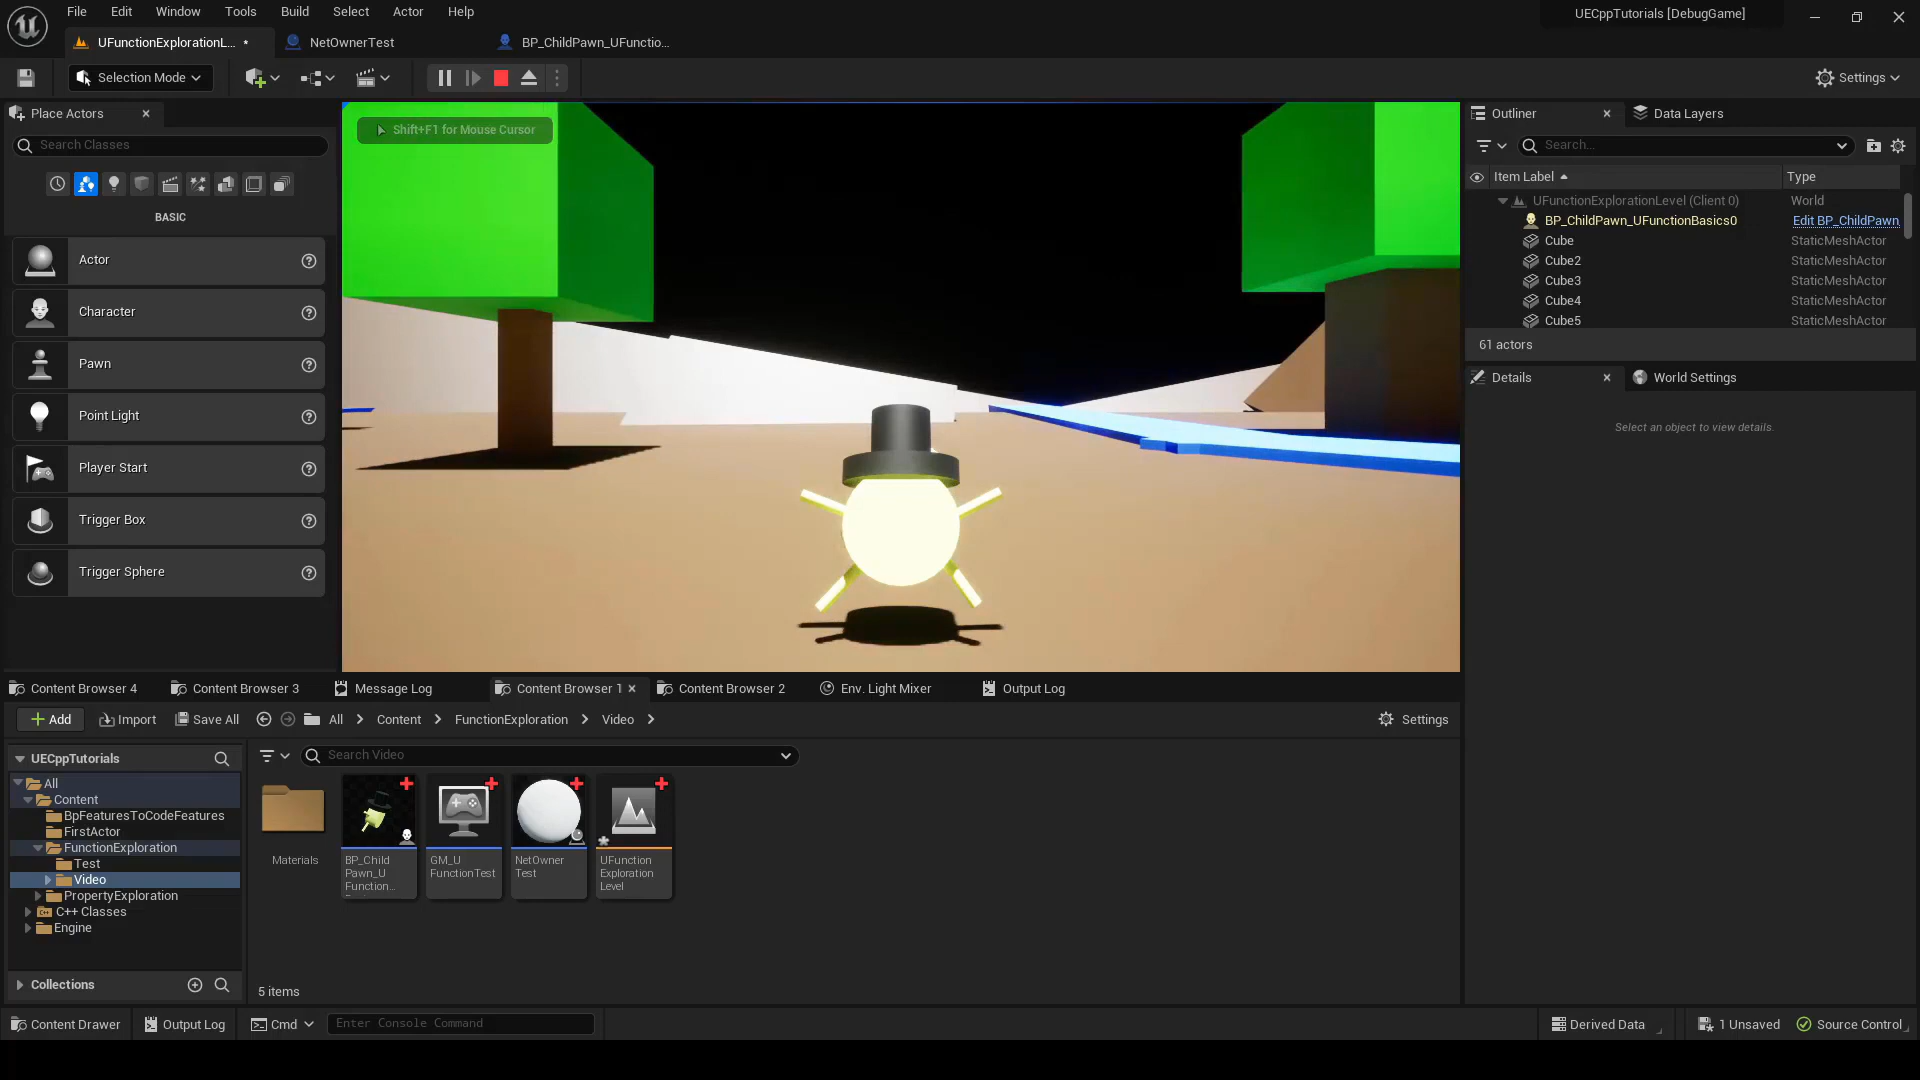 File Edit Window Tools Build Select Actor Help
UECppTutorials [DebugGame]
UFunctionExplorationL... •
NetOwnerTest
BP_ChildPawn_UFunctio...
Selection Mode
Settings
Place Actors
Search Classes
BASIC
Actor
Character
Pawn
Point Light
Player Start
Trigger Box
Trigger Sphere
Shift+F1 for Mouse Cursor
Outliner
Data Layers
Search...
Item Label
Type
UFunctionExplorationLevel (Client 0) World
BP_ChildPawn_UFunctionBasics0 Edit BP_ChildPawn
Cube StaticMeshActor
Cube2 StaticMeshActor
Cube3 StaticMeshActor
Cube4 StaticMeshActor
Cube5 StaticMeshActor
61 actors
Details
World Settings
Select an object to view details.
Content Browser 4
Content Browser 3
Message Log
Content Browser 1
Content Browser 2
Env. Light Mixer
Output Log
Add
Import
Save All
All
Content
FunctionExploration
Video
Settings
UECppTutorials
Search Video
All
Content
BpFeaturesToCodeFeatures
FirstActor
FunctionExploration
Test
Video
PropertyExploration
C++ Classes
Engine
Materials
BP_Child
Pawn_U
Function...
GM_U
FunctionTest
NetOwner
Test
UFunction
Exploration
Level
Collections
5 items
Content Drawer
Output Log
Cmd
Enter Console Command
Derived Data
1 Unsaved
Source Control